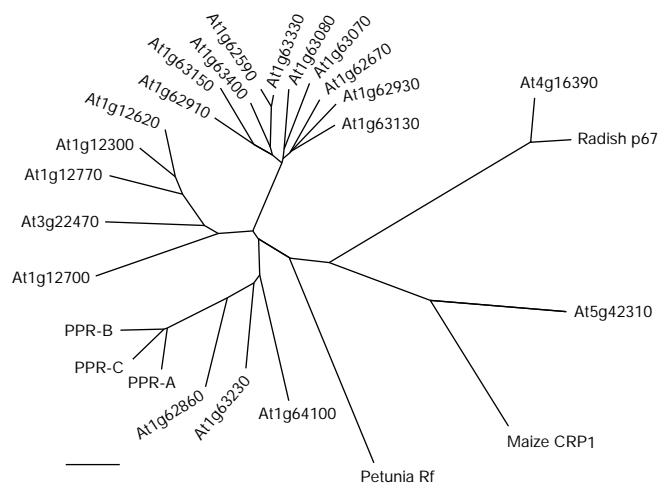 At1g63330
At1g63080
At1g63070
At1g62590
At1g63400
At1g63150
At1g62670
At1g62910
At1g62930
At1g63130
At4g16390
Radish p67
At1g12620
At1g12300
At1g12770
At3g22470
At1g12700
At5g42310
PPR-B
PPR-C
PPR-A
At1g62860
At1g63230
At1g64100
Maize CRP1
Petunia Rf